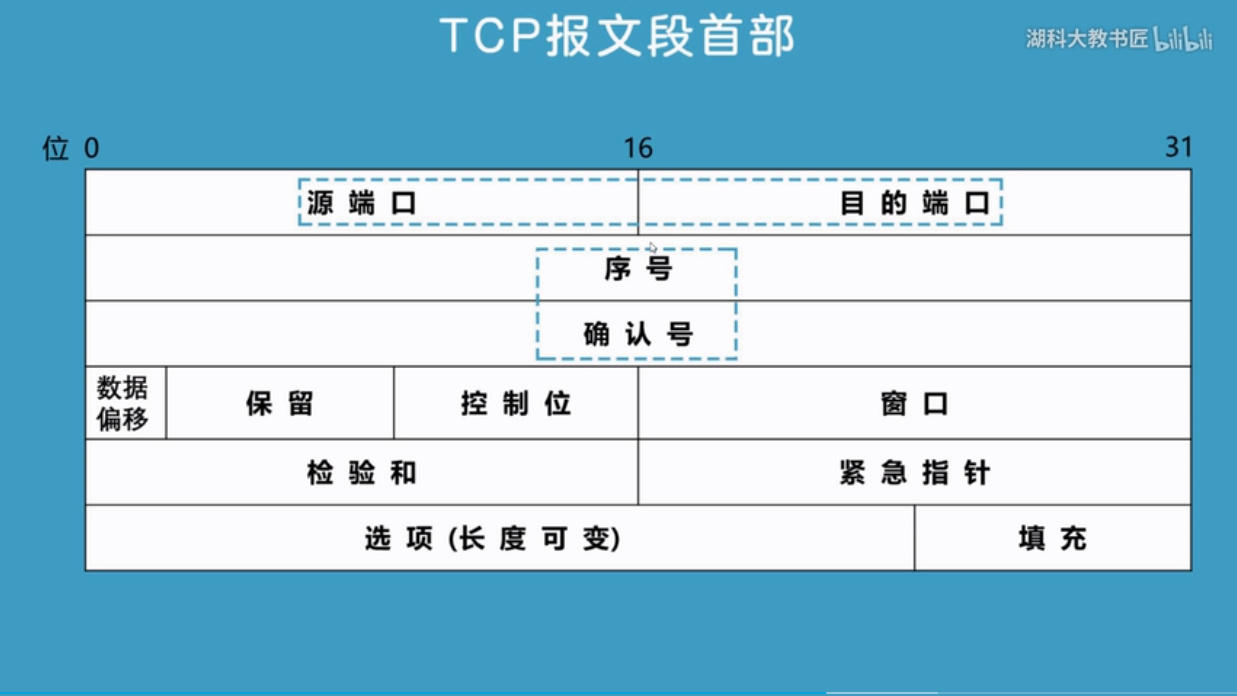 TCP报文段首部
湖科大教书匠 bilibili
位 0 16 31
源端口 目的端口
序号
确认号
数据偏移 保留 控制位 窗口
检验和 紧急指针
选项(长度可变) 填充